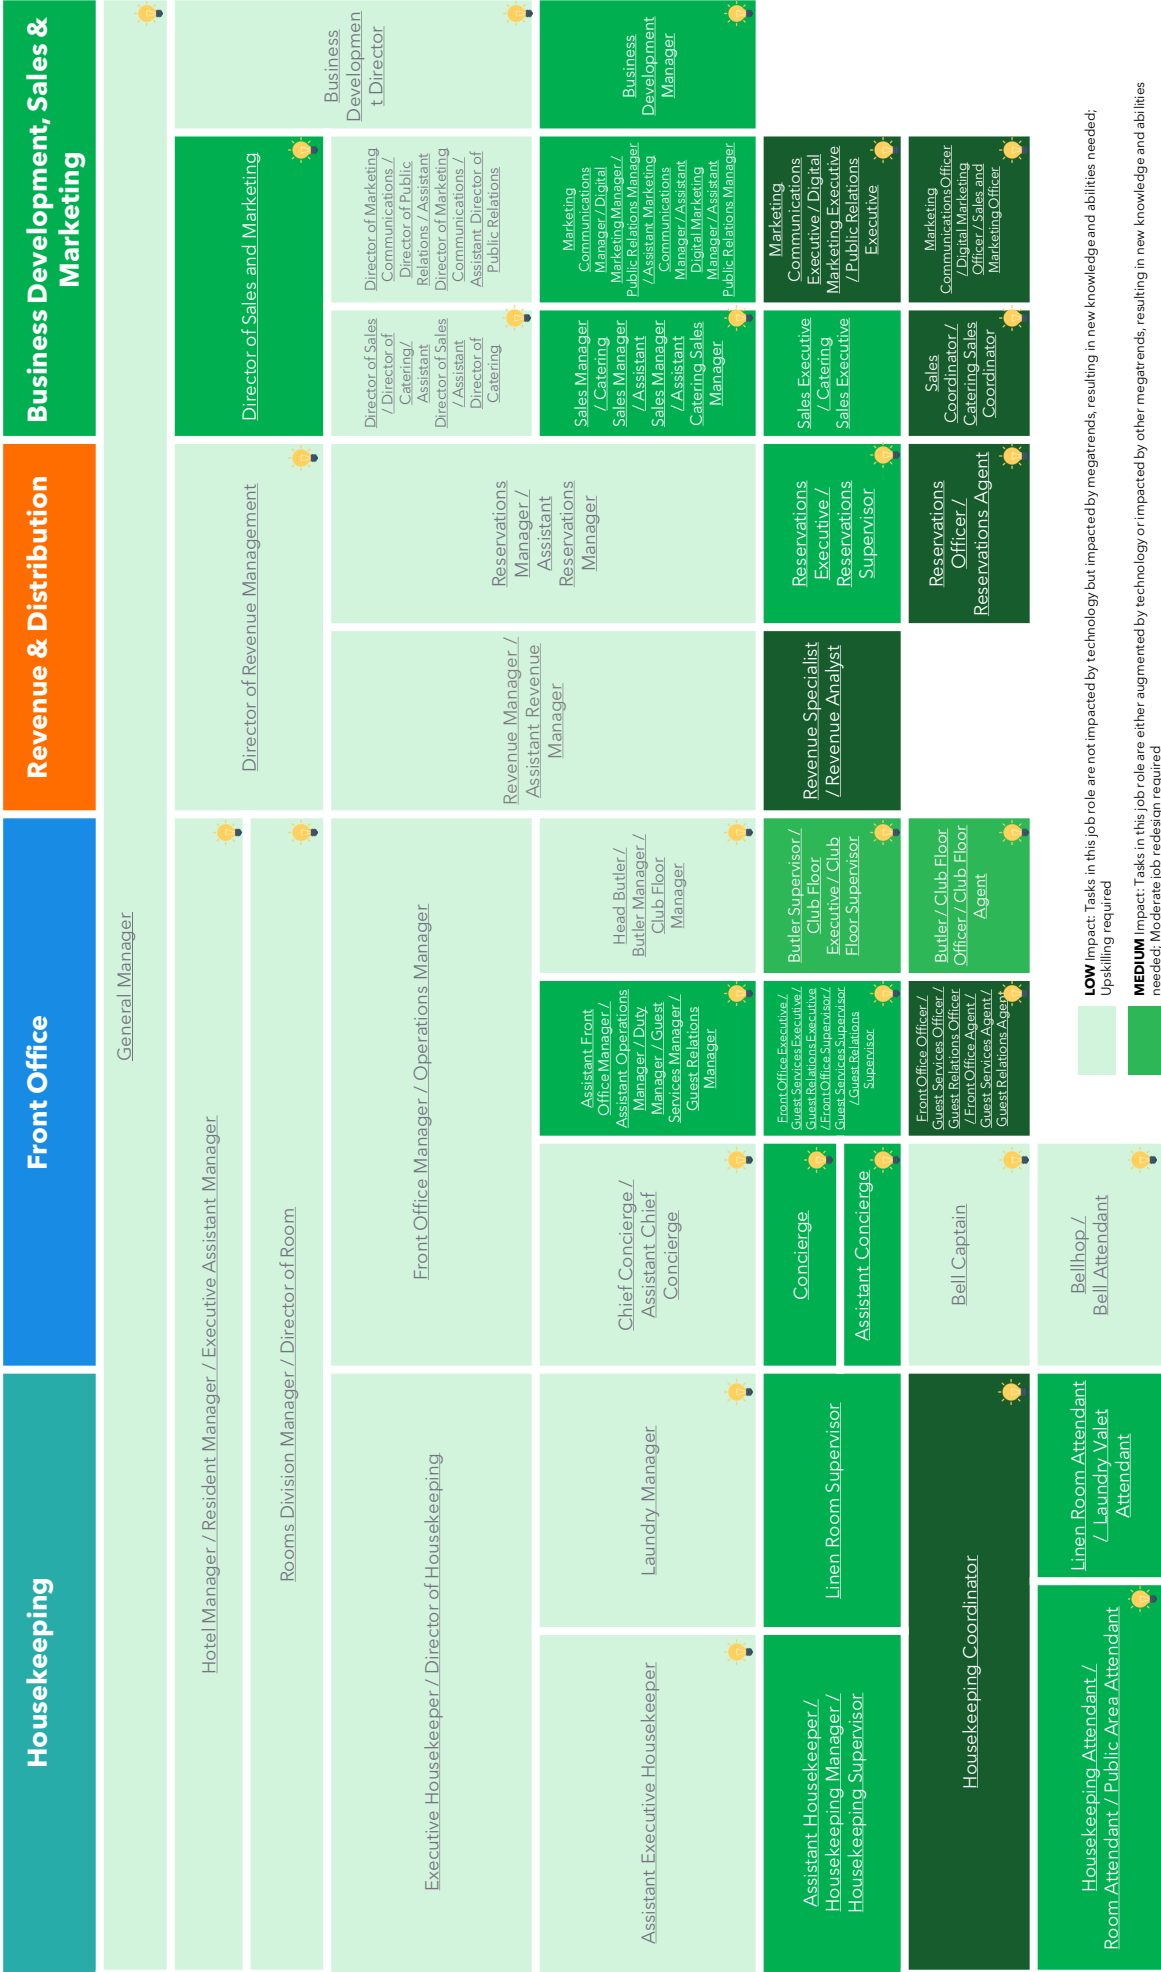 Housekeeping
Front Office
Revenue & Distribution
Business Development, Sales &
Marketing
General Manager
Hotel Manager / Resident Manager / Executive Assistant Manager
Rooms Division Manager / Director of Room
Director of Revenue Management
Director of Sales and Marketing
Business
Developmen
t Director
Executive Housekeeper / Director of Housekeeping
Front Office Manager / Operations Manager
Revenue Manager /
Assistant Revenue
Manager
Reservations
Manager /
Assistant
Reservations
Manager
Director of Sales
/ Director of
Catering/
Assistant
Director of Sales
/ Assistant
Director of
Catering
Director of Marketing
Communications /
Director of Public
Relations / Assistant
Director of Marketing
Communications /
Assistant Director of
Public Relations
Assistant Executive Housekeeper
Laundry Manager
Chief Concierge /
Assistant Chief
Concierge
Assistant Front
Office Manager /
Assistant Operations
Manager / Duty
Manager / Guest
Services Manager /
Guest Relations
Manager
Head Butler /
Butler Manager /
Club Floor
Manager
Sales Manager
/ Catering
Sales Manager
/ Assistant
Sales Manager
/ Assistant
Catering Sales
Manager
Marketing
Communications
Manager / Digital
Marketing Manager /
Public Relations Manager
/ Assistant Marketing
Communications
Manager / Assistant
Digital Marketing
Manager / Assistant
Public Relations Manager
Business
Development
Manager
Assistant Housekeeper /
Housekeeping Manager /
Housekeeping Supervisor
Linen Room Supervisor
Concierge
Assistant Concierge
Front Office Executive /
Guest Services Executive /
Guest Relations Executive
/ Front Office Supervisor /
Guest Services Supervisor
/ Guest Relations
Supervisor
Butler Supervisor /
Club Floor
Executive / Club
Floor Supervisor
Revenue Specialist
/ Revenue Analyst
Reservations
Executive /
Reservations
Supervisor
Sales Executive
/ Catering
Sales Executive
Marketing
Communications
Executive / Digital
Marketing Executive
/ Public Relations
Executive
Housekeeping Coordinator
Bell Captain
Front Office Officer /
Guest Services Officer /
Guest Relations Officer
/ Front Office Agent /
Guest Services Agent /
Guest Relations Agent
Butler / Club Floor
Officer / Club Floor
Agent
Reservations
Officer /
Reservations Agent
Sales
Coordinator /
Catering Sales
Coordinator
Marketing
Communications Officer
/ Digital Marketing
Officer / Sales and
Marketing Officer
Housekeeping Attendant /
Room Attendant / Public Area Attendant
Linen Room Attendant
/ Laundry Valet
Attendant
Bellhop /
Bell Attendant
LOW Impact: Tasks in this job role are not impacted by technology but impacted by megatrends, resulting in new knowledge and abilities needed;
Upskilling required
MEDIUM Impact: Tasks in this job role are either augmented by technology or impacted by other megatrends, resulting in new knowledge and abilities
needed; Moderate job redesign required